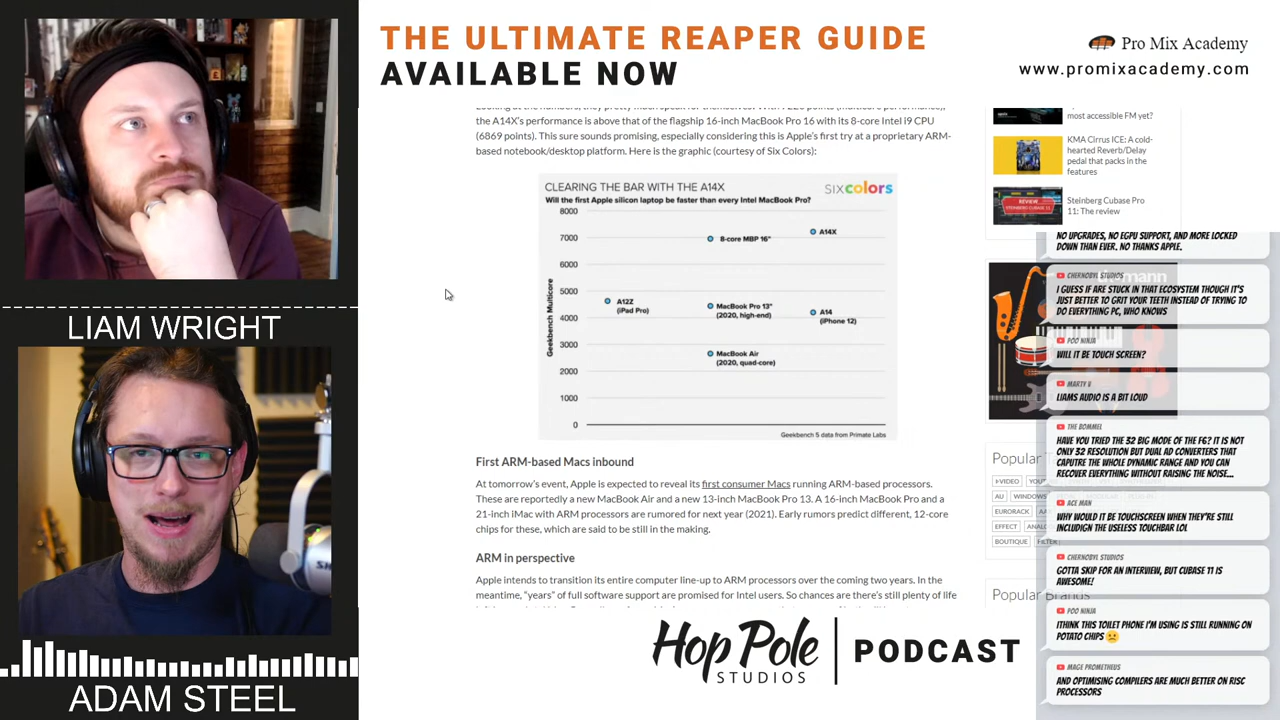 THE ULTIMATE REAPER GUIDE
AVAILABLE NOW
Pro Mix Academy
www.promixacademy.com
LIAM WRIGHT
ADAM STEEL
the A14X's performance is above that of the flagship 16-inch MacBook Pro 16 with its 8-core Intel i9 CPU
(6869 points). This sure sounds promising, especially considering this is Apple's first try at a proprietary ARM-
based notebook/desktop platform. Here is the graphic (courtesy of Six Colors):
CLEARING THE BAR WITH THE A14X
SIXcolors
Will the first Apple silicon laptop be faster than every Intel MacBook Pro?
8000
7000
6000
5000
4000
3000
2000
1000
0
Geekbench Multicore
8-core MBP 16"
A14X
A12Z
(iPad Pro)
MacBook Pro 13"
(2020, high-end)
A14
(iPhone 12)
MacBook Air
(2020, quad-core)
Geekbench 5 data from Primate Labs
First ARM-based Macs inbound
At tomorrow's event, Apple is expected to reveal its first consumer Macs running ARM-based processors.
These are reportedly a new MacBook Air and a new 13-inch MacBook Pro 13. A 16-inch MacBook Pro and a
21-inch iMac with ARM processors are rumored for next year (2021). Early rumors predict different, 12-core
chips for these, which are said to be still in the making.
ARM in perspective
Apple intends to transition its entire computer line-up to ARM processors over the coming two years. In the
meantime, "years" of full software support are promised for Intel users. So chances are there's still plenty of life
most accessible FM yet?
KMA Cirrus ICE: A cold-
hearted Reverb/Delay
pedal that packs in the
features
REVIEW
Steinberg Cubase Pro
11: The review
NO UPGRADES, NO EGPU SUPPORT, AND MORE LOCKED
DOWN THAN EVER. NO THANKS APPLE.
CHERNOBYL STUDIOS
I GUESS IF ARE STUCK IN THAT ECOSYSTEM THOUGH IT'S
JUST BETTER TO GRIT YOUR TEETH INSTEAD OF TRYING TO
DO EVERYTHING PC, WHO KNOWS
POO NINJA
WILL IT BE TOUCH SCREEN?
MARTY V
LIAMS AUDIO IS A BIT LOUD
THE BOMMEL
HAVE YOU TRIED THE 32 BIG MODE OF THE F6? IT IS NOT
ONLY 32 RESOLUTION BUT DUAL AD CONVERTERS THAT
CAPUTRE THE WHOLE DYNAMIC RANGE AND YOU CAN
RECOVER EVERYTHING WITHOUT RAISING THE NOISE...
ACE MAN
WHY WOULD IT BE TOUCHSCREEN WHEN THEY'RE STILL
INCLUDIGN THE USELESS TOUCHBAR LOL
CHERNOBYL STUDIOS
GOTTA SKIP FOR AN INTERVIEW, BUT CUBASE 11 IS
AWESOME!
POO NINJA
ITHINK THIS TOILET PHONE I'M USING IS STILL RUNNING ON
POTATO CHIPS
MAGE PROMETHEUS
AND OPTIMISING COMPILERS ARE MUCH BETTER ON RISC
PROCESSORS
Popular
#VIDEO
AU
WINDOWS
EURORACK
EFFECT
BOUTIQUE
FILTER
Popular Brands
Hop Pole
STUDIOS
PODCAST